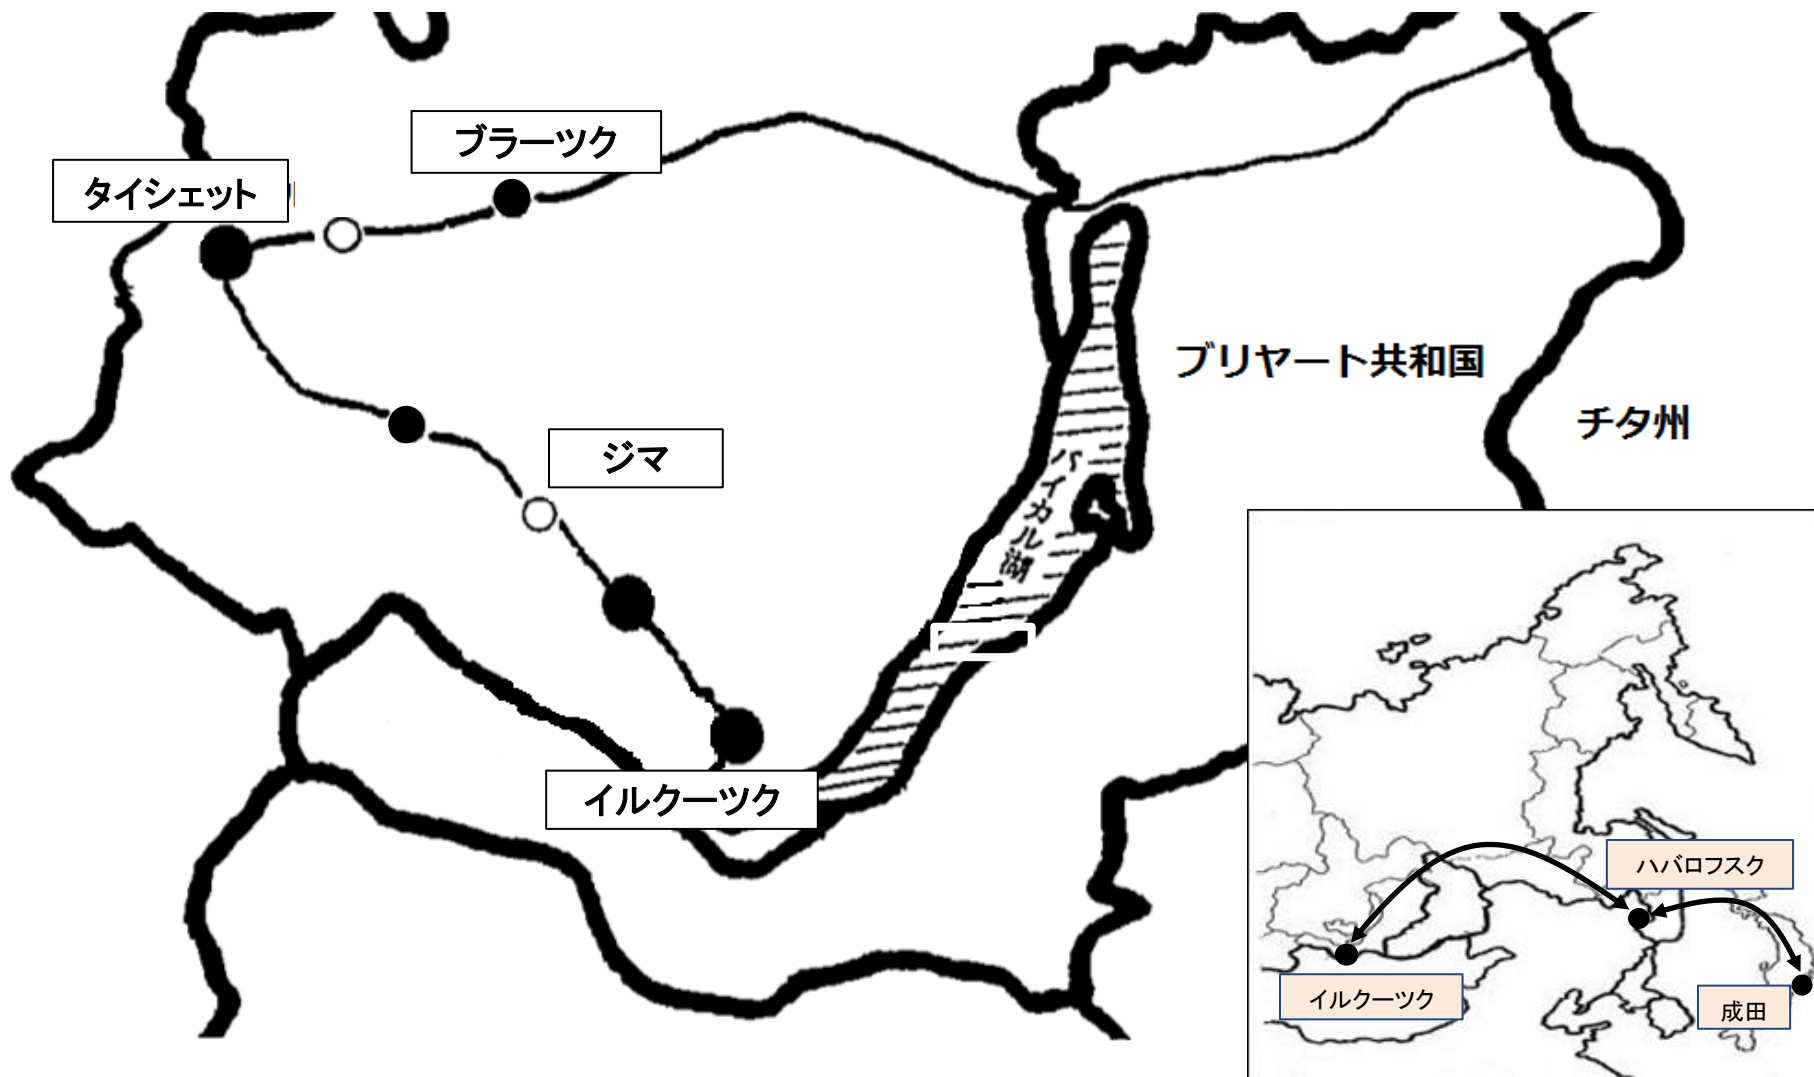 ブラーツク
タイシェット
ブリヤート共和国
チタ州
ジマ
バイカル湖
イルクーツク
ハバロフスク
イルクーツク
成田